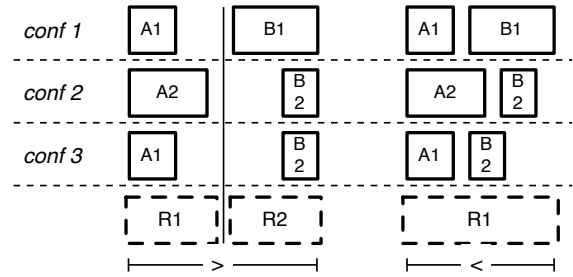 conf 1 A1 B1 A1 B1
conf 2 A2 B 2 A2 B 2
conf 3 A1 B 2 A1 B 2
R1 R2 R1
> <